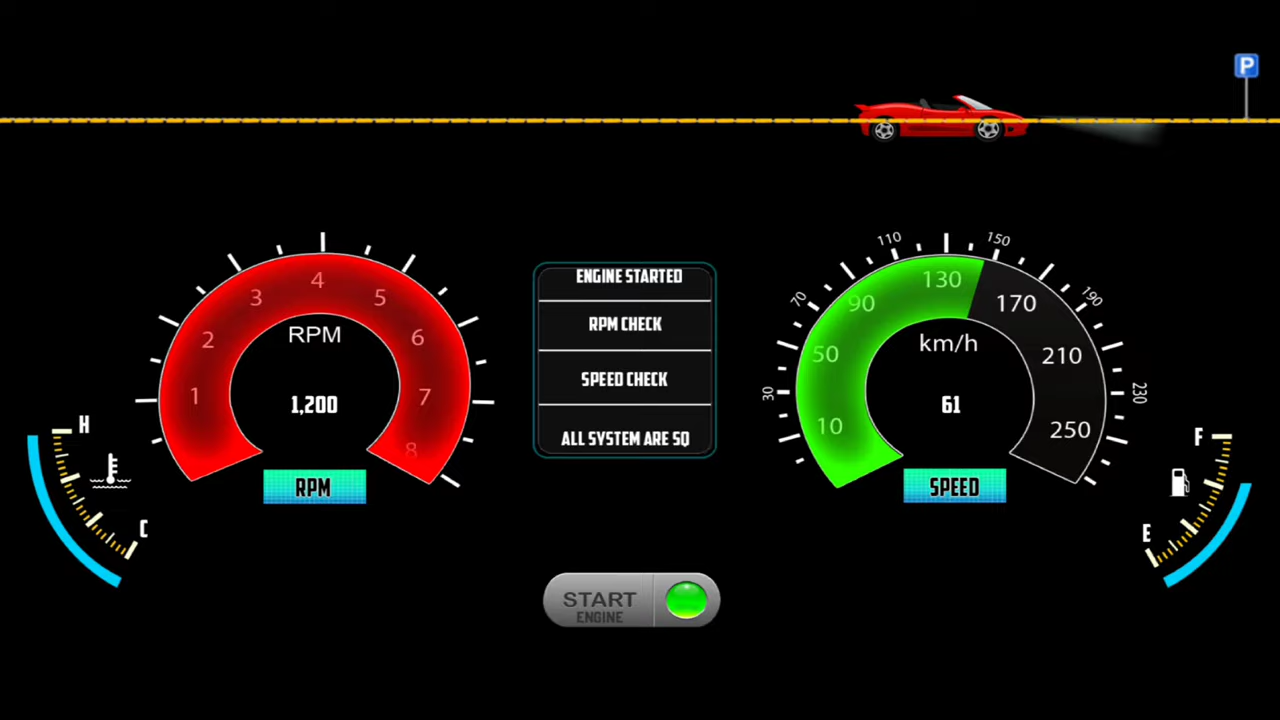 P
110
150
4
130
3
5
70
90
170
190
ENGINE STARTED
2
RPM
6
RPM CHECK
km/h
50
210
1
7
SPEED CHECK
30
230
1,200
61
H
8
10
250
F
ALL SYSTEM ARE SQ
RPM
SPEED
C
E
START
ENGINE